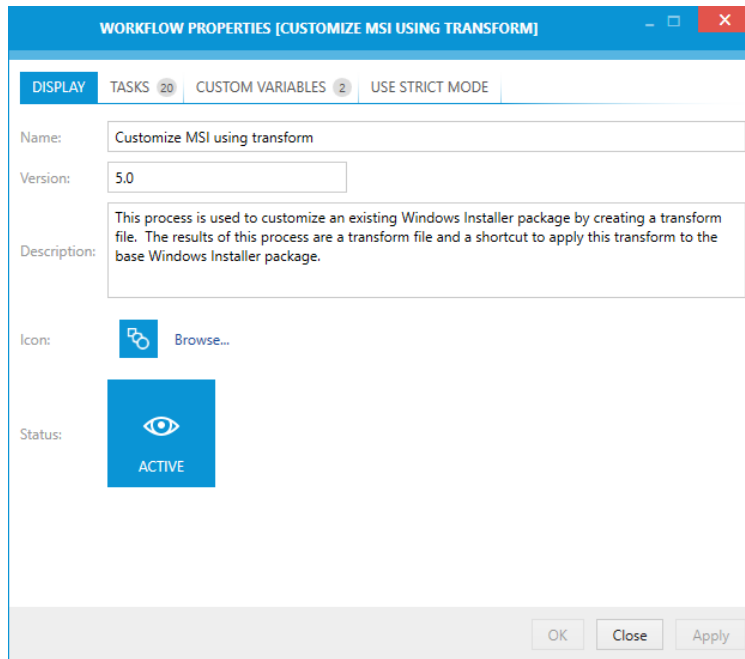 WORKFLOW PROPERTIES [CUSTOMIZE MSI USING TRANSFORM]
DISPLAY TASKS 20 CUSTOM VARIABLES 2 USE STRICT MODE
Name: Customize MSI using transform
Version: 5.0
This process is used to customize an existing Windows Installer package by creating a transform
file. The results of this process are a transform file and a shortcut to apply this transform to the
Description: base Windows Installer package.
Icon: Browse...
Status: ACTIVE
OK Close Apply